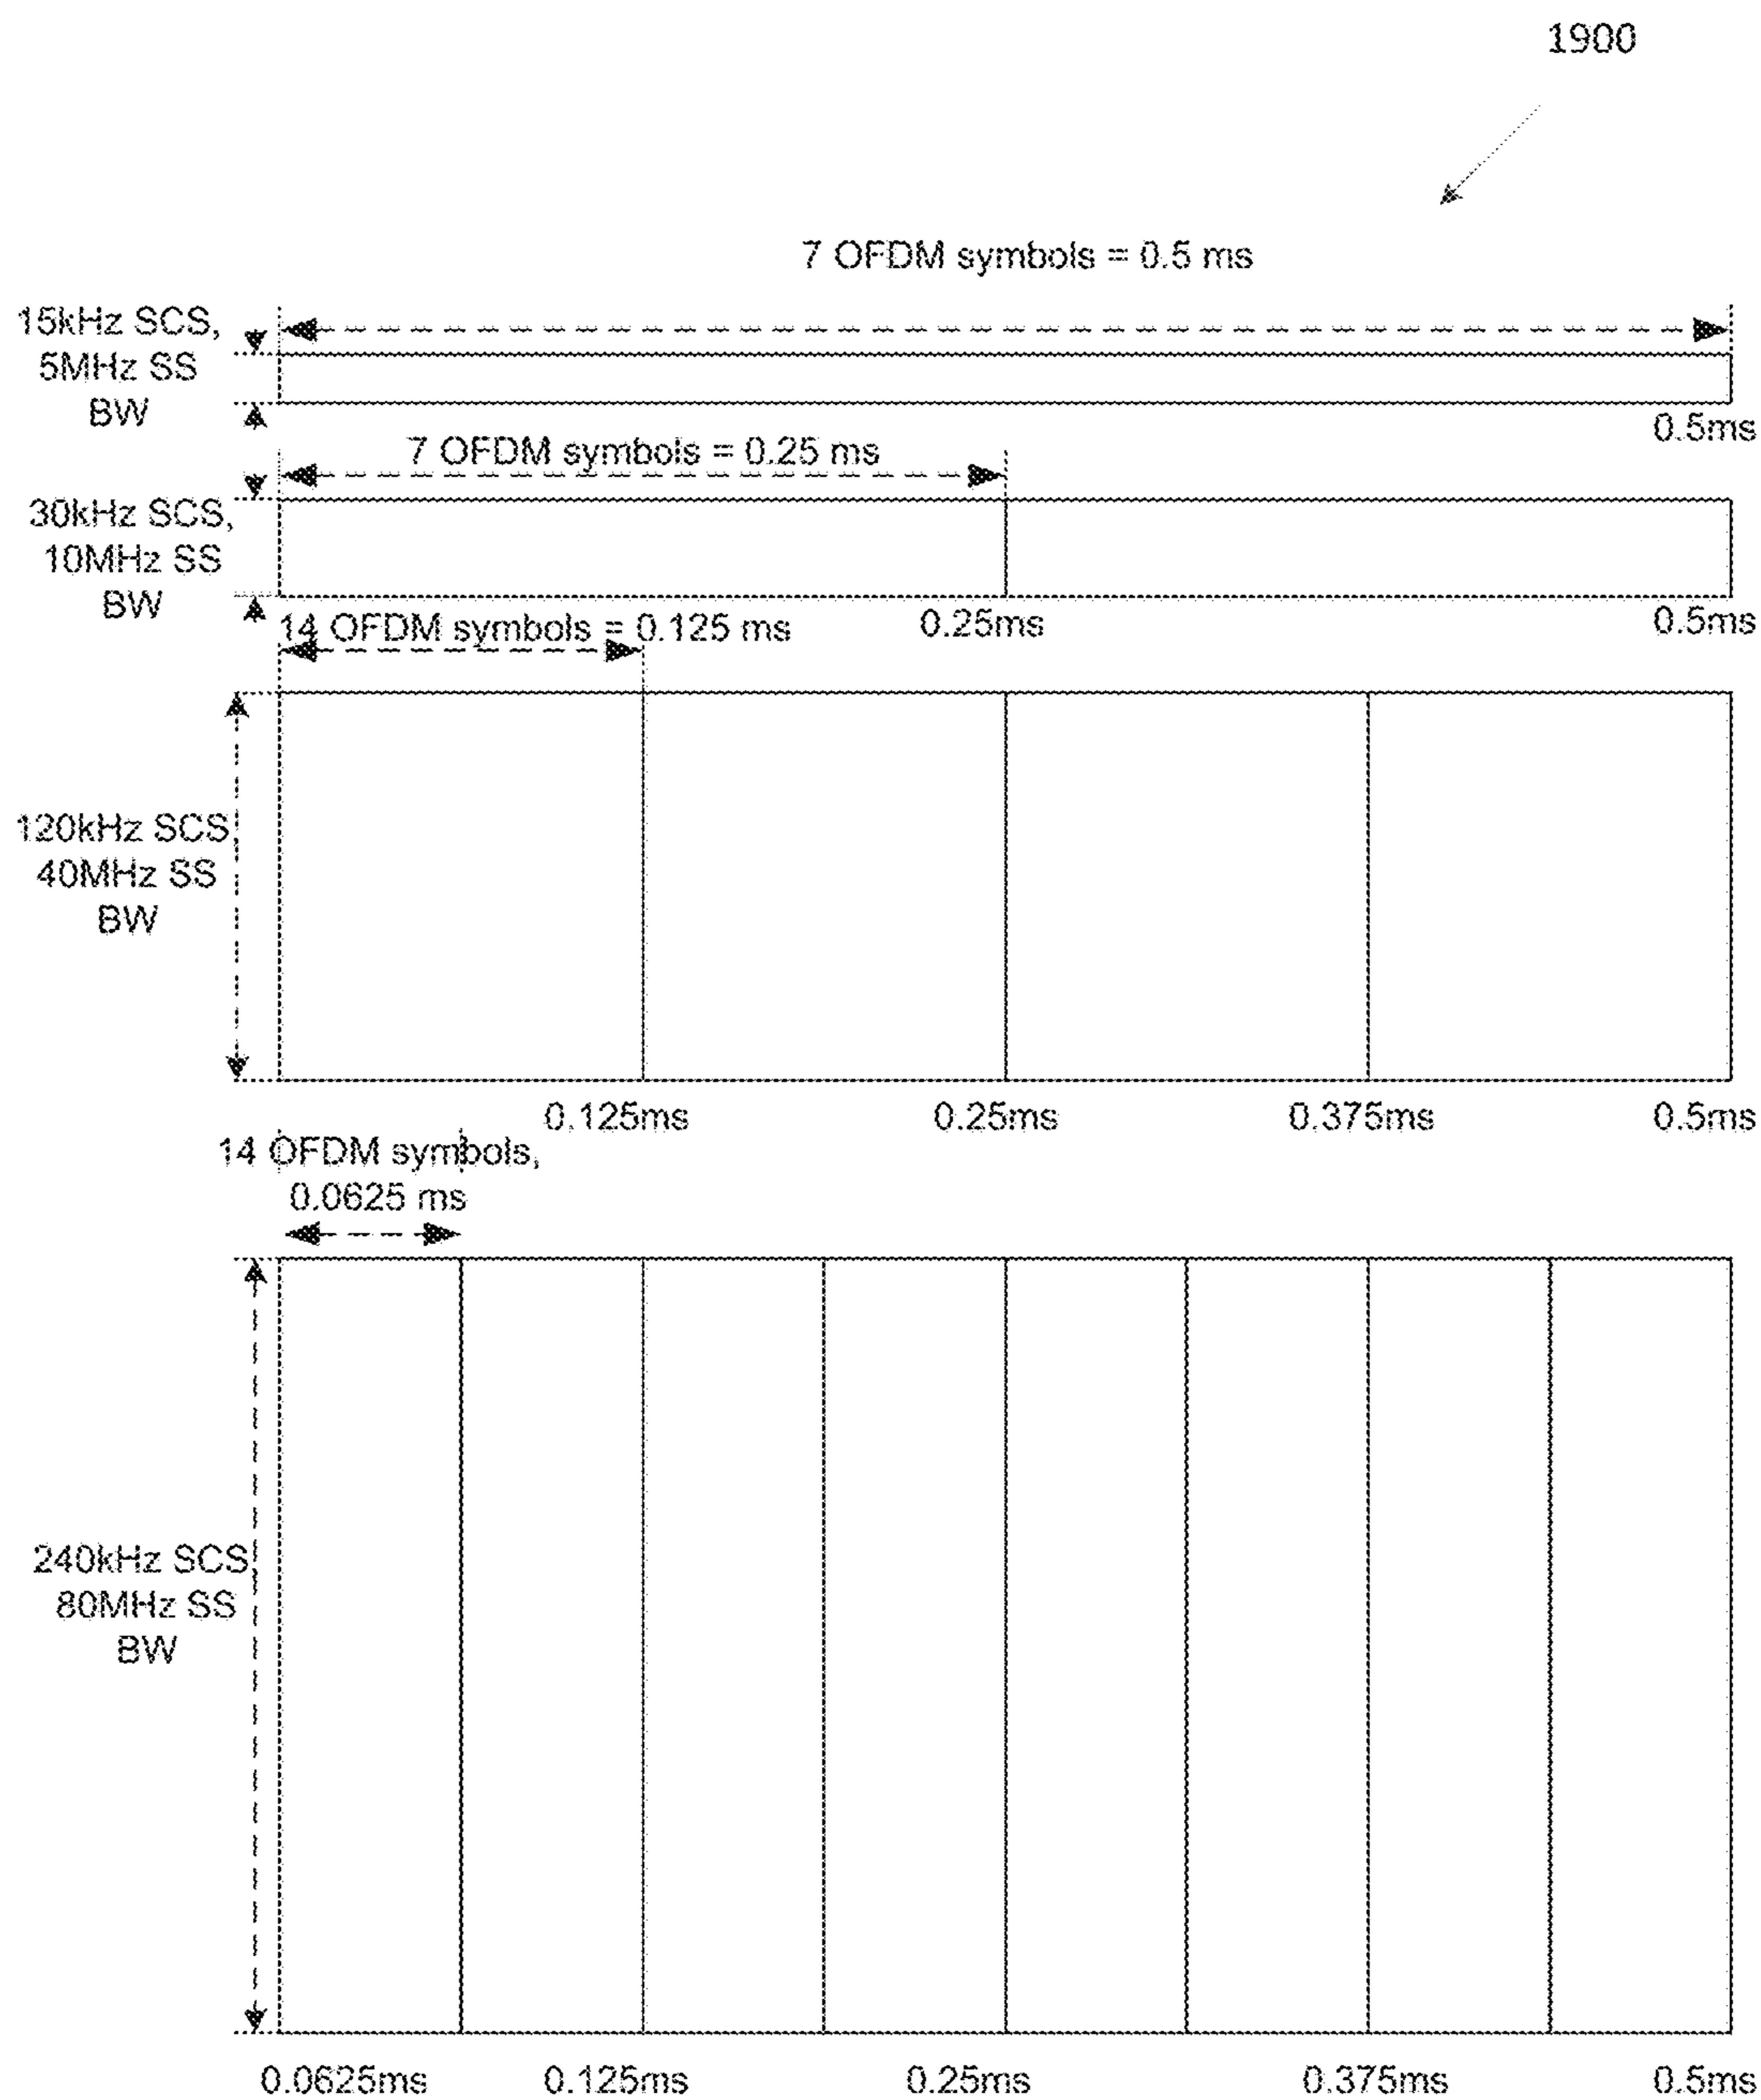 1900
7 OFDM symbols = 0.5 ms
15kHz SCS,
5MHz SS
BW
0.5ms
7 OFDM symbols = 0.25 ms
30kHz SCS,
10MHz SS
BW
0.25ms
0.5ms
14 OFDM symbols = 0.125 ms
120kHz SCS
40MHz SS
BW
0.125ms
0.25ms
0.375ms
0.5ms
14 OFDM symbols,
0.0625 ms
240kHz SCS
80MHz SS
BW
0.0625ms
0.125ms
0.25ms
0.375ms
0.5ms